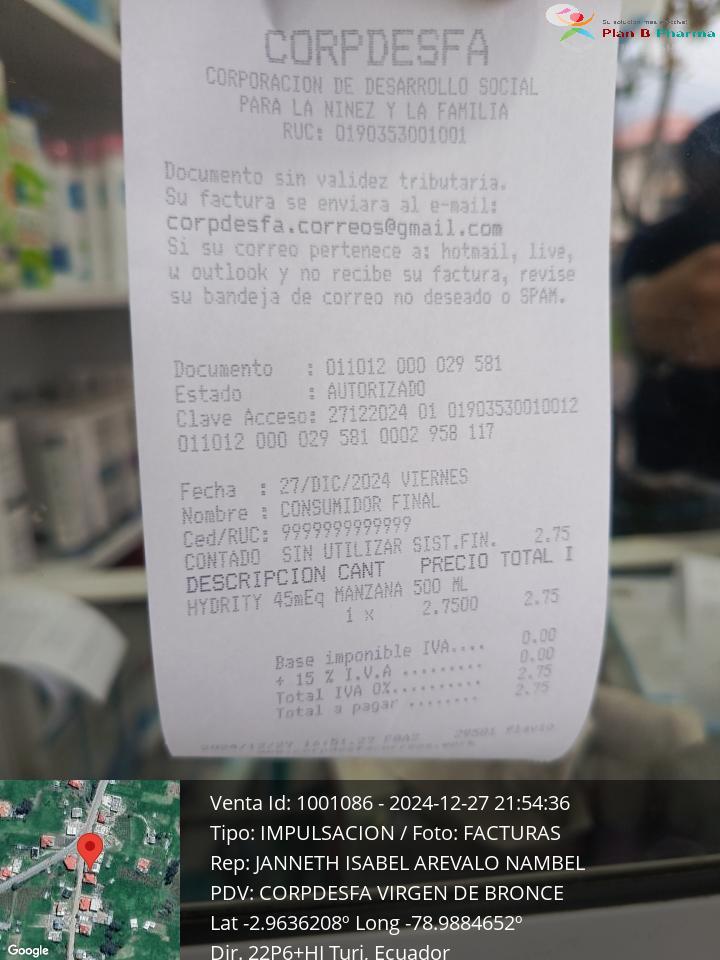 Su solucion mas efectiva!
Plan B Pharma
CORPDESFA
CORPORACION DE DESARROLLO SOCIAL
PARA LA NINEZ Y LA FAMILIA
RUC: 0190353001001
Documento sin validez tributaria.
Su factura se enviara al e-mail:
corpdesfa.correos@gmail.com
Si su correo pertenece a: hotmail, live,
u outlook y no recibe su factura, revise
su bandeja de correo no deseado o SPAM.
Documento : 011012 000 029 581
Estado : AUTORIZADO
Clave Acceso: 27122024 01 01903530010012
011012 000 029 581 0002 958 117
Fecha : 27/DIC/2024 VIERNES
Nombre : CONSUMIDOR FINAL
Ced/RUC: 9999999999999
CONTADO SIN UTILIZAR SIST.FIN. 2.75
DESCRIPCION CANT PRECIO TOTAL I
HYDRITY 45mEq MANZANA 500 ML
1 x 2.7500 2.75
Base imponible IVA.... 0.00
+ 15 % I.V.A ......... 0.00
Total IVA 0%.......... 2.75
Total a pagar ........ 2.75
Venta Id: 1001086 - 2024-12-27 21:54:36
Tipo: IMPULSACION / Foto: FACTURAS
Rep: JANNETH ISABEL AREVALO NAMBEL
PDV: CORPDESFA VIRGEN DE BRONCE
Lat -2.9636208º Long -78.9884652º
Dir. 22P6+HJ Turi, Ecuador
Google